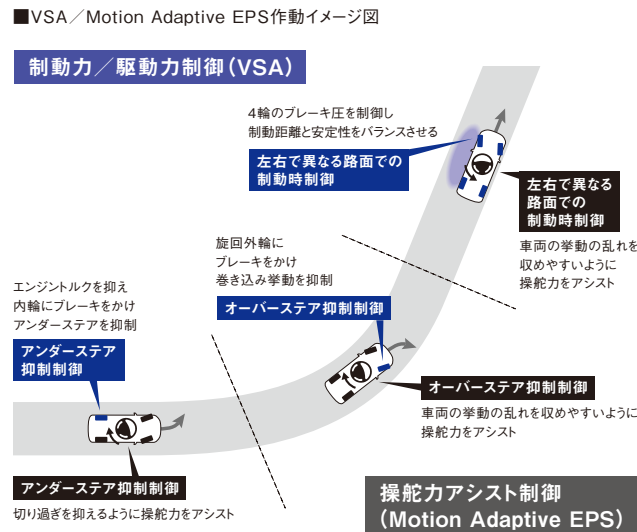 ■VSA／Motion Adaptive EPS作動イメージ図
制動力／駆動力制御（VSA）
4輪のブレーキ圧を制御し
制動距離と安定性をバランスさせる
左右で異なる路面での
制動時制御
左右で異なる
路面での
制動時制御
車両の挙動の乱れを
収めやすいように
操舵力をアシスト
旋回外輪に
ブレーキをかけ
巻き込み挙動を抑制
オーバーステア抑制制御
エンジントルクを抑え
内輪にブレーキをかけ
アンダーステアを抑制
アンダーステア
抑制制御
オーバーステア抑制制御
車両の挙動の乱れを収めやすいように
操舵力をアシスト
アンダーステア抑制制御
切り過ぎを抑えるように操舵力をアシスト
操舵力アシスト制御
（Motion Adaptive EPS）